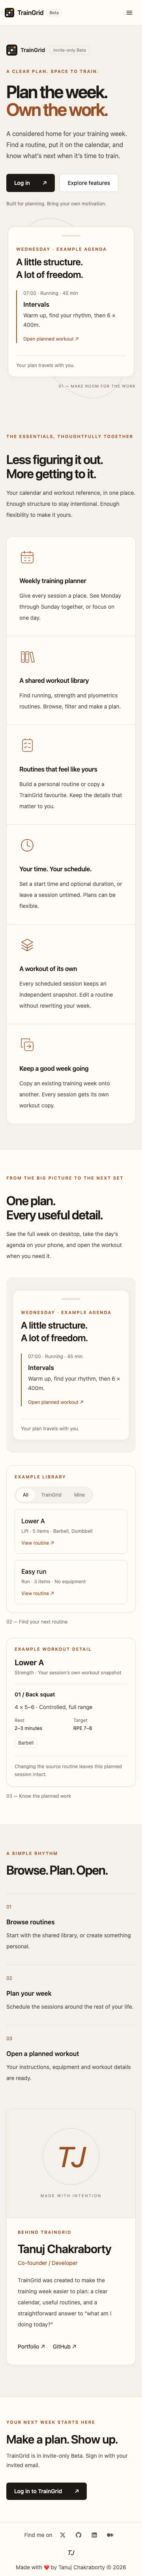 TrainGrid Beta
TrainGrid Invite-only Beta
A CLEAR PLAN. SPACE TO TRAIN.
Plan the week.
Own the work.
A considered home for your training week.
Find a routine, put it on the calendar, and
know what's next when it's time to train.
Log in ↗ Explore features
Built for planning. Bring your own motivation.
WEDNESDAY · EXAMPLE AGENDA
A little structure.
A lot of freedom.
07:00 · Running · 45 min
Intervals
Warm up, find your rhythm, then 6 ×
400m.
Open planned workout ↗
Your plan travels with you.
01 — MAKE ROOM FOR THE WORK
THE ESSENTIALS, THOUGHTFULLY TOGETHER
Less figuring it out.
More getting to it.
Your calendar and workout reference, in one place.
Enough structure to stay intentional. Enough
flexibility to make it yours.
Weekly training planner
Give every session a place. See Monday
through Sunday together, or focus on
one day.
A shared workout library
Find running, strength and plyometrics
routines. Browse, filter and make a plan.
Routines that feel like yours
Build a personal routine or copy a
TrainGrid favourite. Keep the details that
matter to you.
Your time. Your schedule.
Set a start time and optional duration, or
leave a session untimed. Plans can be
flexible.
A workout of its own
Every scheduled session keeps an
independent snapshot. Edit a routine
without rewriting your week.
Keep a good week going
Copy an existing training week onto
another. Every session gets its own
workout copy.
FROM THE BIG PICTURE TO THE NEXT SET
One plan.
Every useful detail.
See the full week on desktop, take the day's
agenda on your phone, and open the workout
when you need it.
WEDNESDAY · EXAMPLE AGENDA
A little structure.
A lot of freedom.
07:00 · Running · 45 min
Intervals
Warm up, find your rhythm, then 6 ×
400m.
Open planned workout ↗
Your plan travels with you.
EXAMPLE LIBRARY
All TrainGrid Mine
Lower A
Lift · 5 items · Barbell, Dumbbell
View routine ↗
Easy run
Run · 3 items · No equipment
View routine ↗
02 — Find your next routine
EXAMPLE WORKOUT DETAIL
Lower A
Strength · Your session's own workout snapshot
01 / Back squat
4 × 5–6 · Controlled, full range
Rest Target
2–3 minutes RPE 7–8
Barbell
Changing the source routine leaves this planned
session intact.
03 — Know the planned work
A SIMPLE RHYTHM
Browse. Plan. Open.
01
Browse routines
Start with the shared library, or create something
personal.
02
Plan your week
Schedule the sessions around the rest of your life.
03
Open a planned workout
Your instructions, equipment and workout details
are ready.
TJ
MADE WITH INTENTION
BEHIND TRAINGRID
Tanuj Chakraborty
Co-founder / Developer
TrainGrid was created to make the
training week easier to plan: a clear
calendar, useful routines, and a
straightforward answer to "what am I
doing today?"
Portfolio ↗ GitHub ↗
YOUR NEXT WEEK STARTS HERE
Make a plan. Show up.
TrainGrid is in invite-only Beta. Sign in with your
invited email.
Log in to TrainGrid ↗
Find me on
TJ
Made with ❤️ by Tanuj Chakraborty © 2026